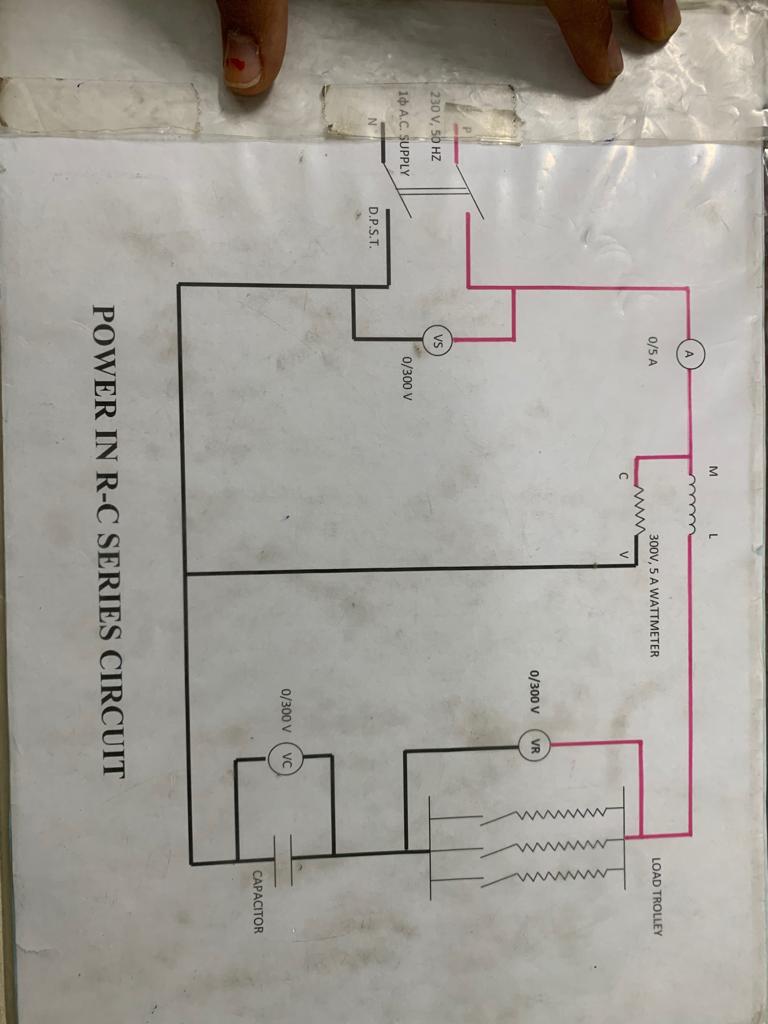 230 V, 50 HZ
1ϕ A.C. SUPPLY
P
N
D.P.S.T.
VS
0/300 V
A
0/5 A
M
L
C
V
300V, 5 A WATTMETER
0/300 V
VR
LOAD TROLLEY
0/300 V
VC
CAPACITOR
POWER IN R-C SERIES CIRCUIT